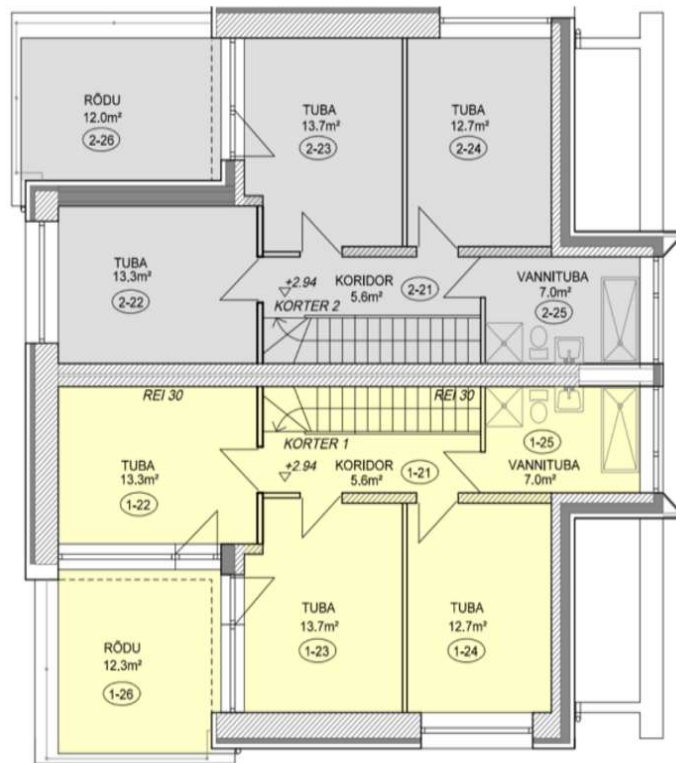 RÕDU
12.0m²
2-26
TUBA
13.7m²
2-23
TUBA
12.7m²
2-24
TUBA
13.3m²
2-22
+2.94
KORTER 2
KORIDOR
5.6m²
2-21
VANNITUBA
7.0m²
2-25
REI 30
REI 30
TUBA
13.3m²
1-22
KORTER 1
+2.94
KORIDOR
5.6m²
1-21
1-25
VANNITUBA
7.0m²
RÕDU
12.3m²
1-26
TUBA
13.7m²
1-23
TUBA
12.7m²
1-24